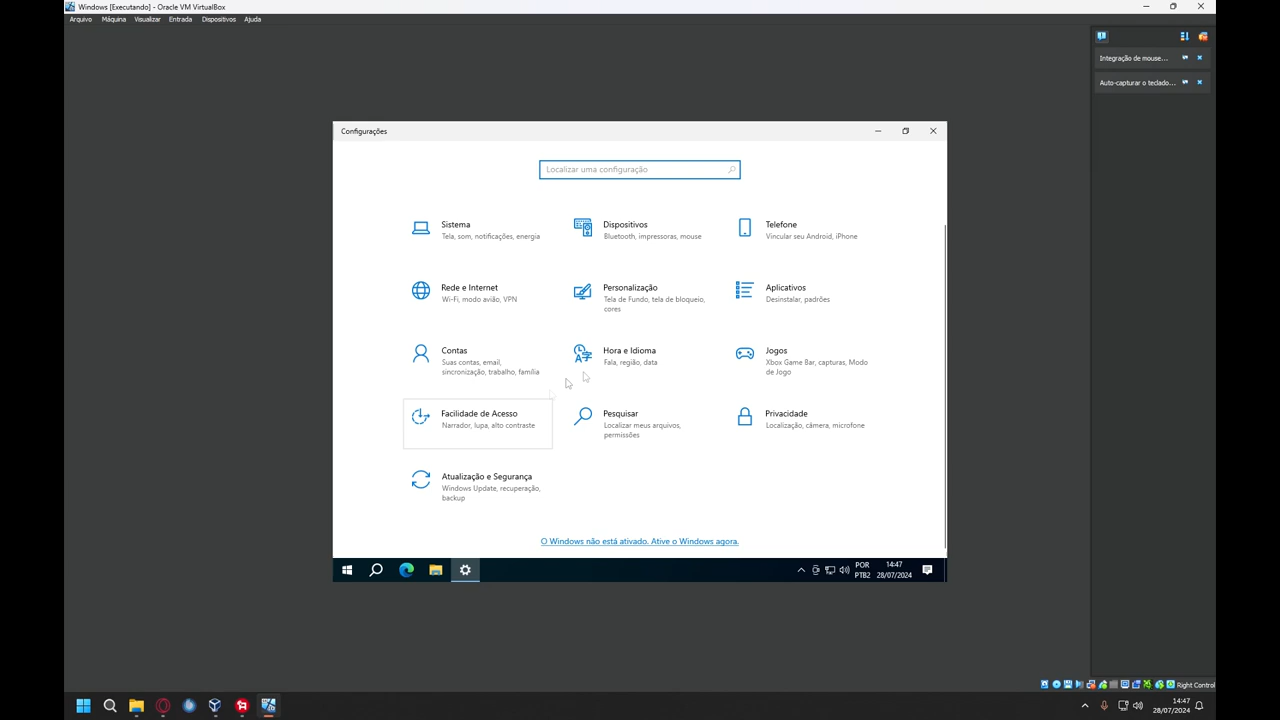 Windows [Executando] - Oracle VM VirtualBox
Arquivo Máquina Visualizar Entrada Dispositivos Ajuda
Integração de mouse...
Auto-capturar o teclado...
Configurações
Localizar uma configuração
Sistema
Tela, som, notificações, energia
Dispositivos
Bluetooth, impressoras, mouse
Telefone
Vincular seu Android, iPhone
Rede e Internet
Wi-Fi, modo avião, VPN
Personalização
Tela de Fundo, tela de bloqueio,
cores
Aplicativos
Desinstalar, padrões
Contas
Suas contas, email,
sincronização, trabalho, família
Hora e Idioma
Fala, região, data
Jogos
Xbox Game Bar, capturas, Modo
de Jogo
Facilidade de Acesso
Narrador, lupa, alto contraste
Pesquisar
Localizar meus arquivos,
permissões
Privacidade
Localização, câmera, microfone
Atualização e Segurança
Windows Update, recuperação,
backup
O Windows não está ativado. Ative o Windows agora.
POR 14:47
PTB2 28/07/2024
Right Control
14:47
28/07/2024